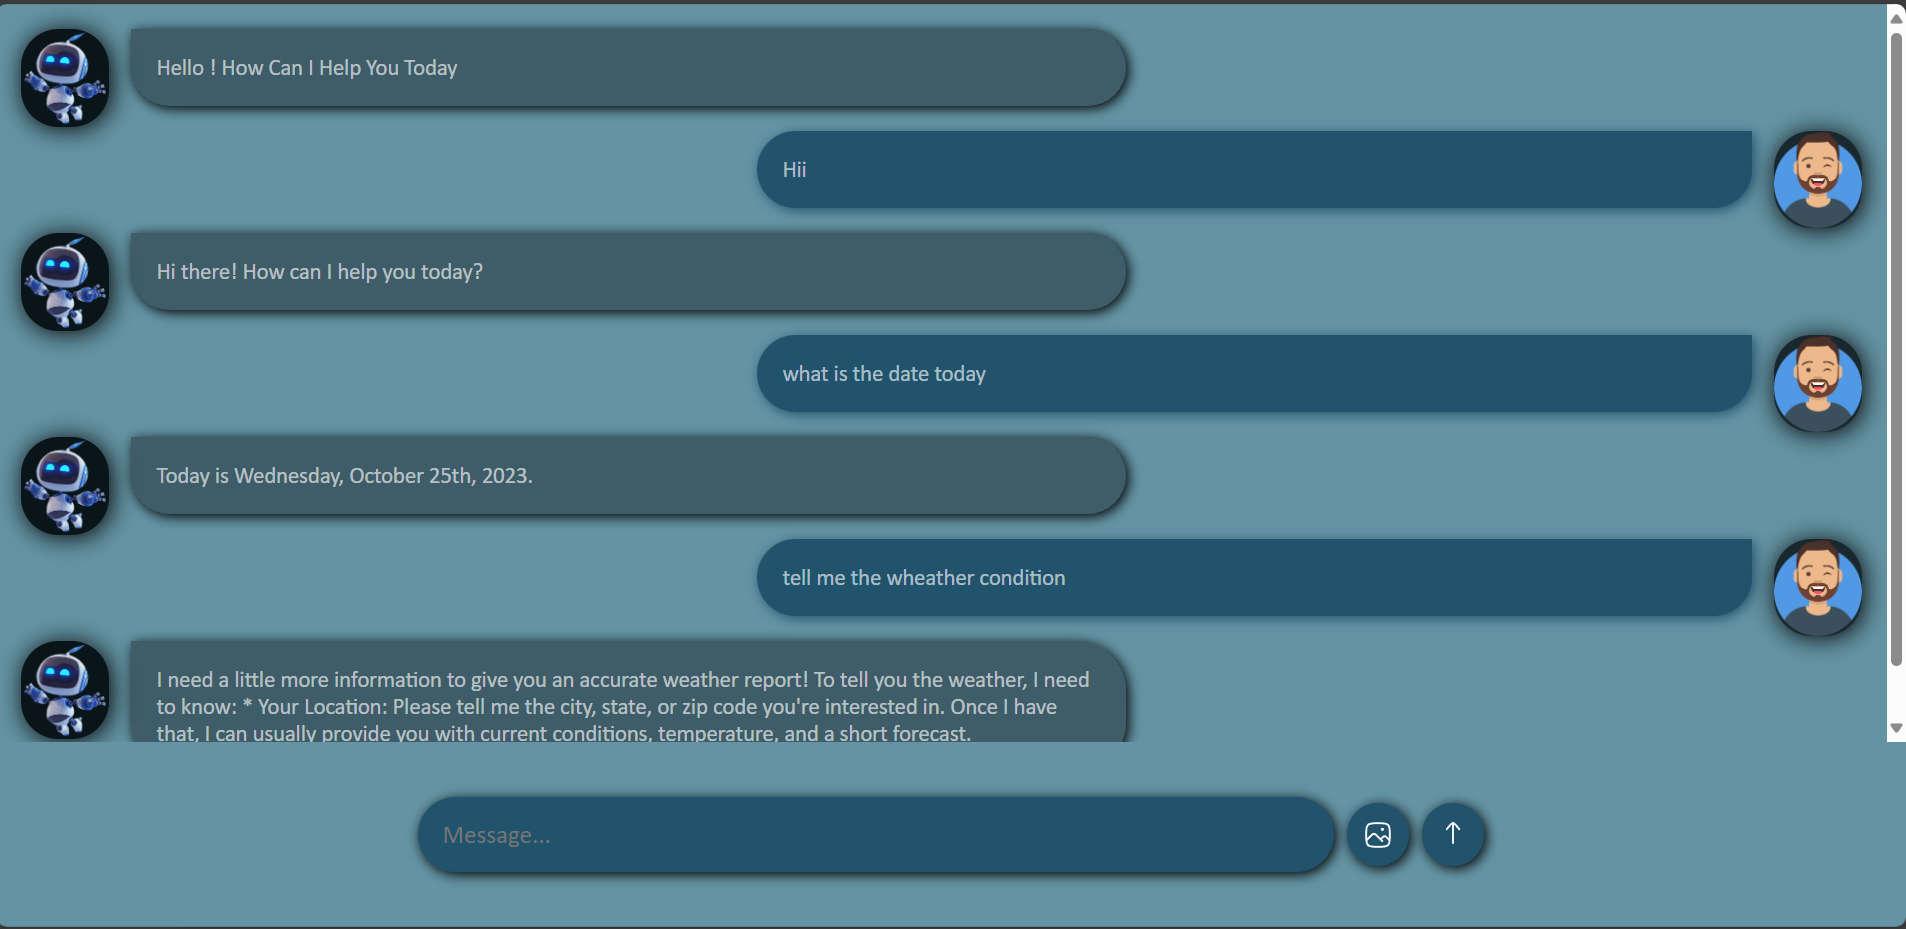 Hello ! How Can I Help You Today
Hii
Hi there! How can I help you today?
what is the date today
Today is Wednesday, October 25th, 2023.
tell me the wheather condition
I need a little more information to give you an accurate weather report! To tell you the weather, I need
to know: * Your Location: Please tell me the city, state, or zip code you're interested in. Once I have
that, I can usually provide you with current conditions, temperature, and a short forecast.
Message...